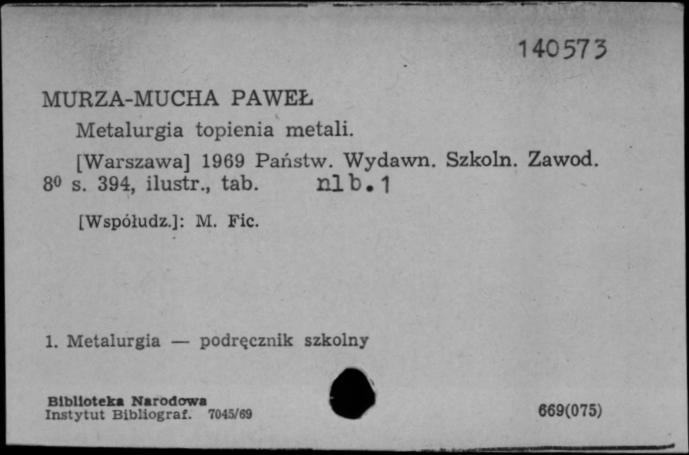 140573
MURZA-MUCHA PAWEŁ
Metalurgia topienia metali.
[Warszawa] 1969 Państw. Wydawn. Szkoln. Zawod.
8⁰ s. 394, ilustr., tab. nlb.1
[Współudz.]: M. Fic.
1. Metalurgia — podręcznik szkolny
Biblioteka Narodowa
Instytut Bibliograf. 7045/69
669(075)